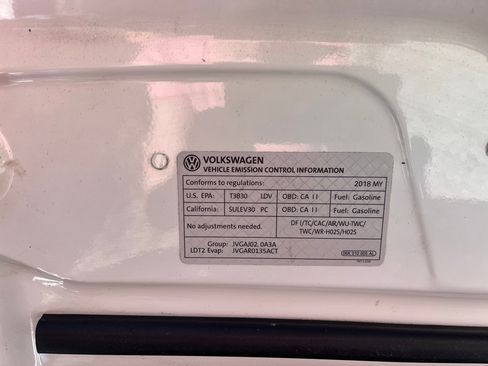 VOLKSWAGEN
VEHICLE EMISSION CONTROL INFORMATION
Conforms to regulations: 2018 MY
U.S. EPA: T3B30 LDV OBD: CA II Fuel: Gasoline
California: SULEV30 PC OBD: CA II Fuel: Gasoline
No adjustments needed.
DFI/TC/CAC/AIR/WU-TWC/
TWC/WR-HO2S/HO2S
Group: JVGAJ02.0A3A
LDT2 Evap: JVGAR0135ACT